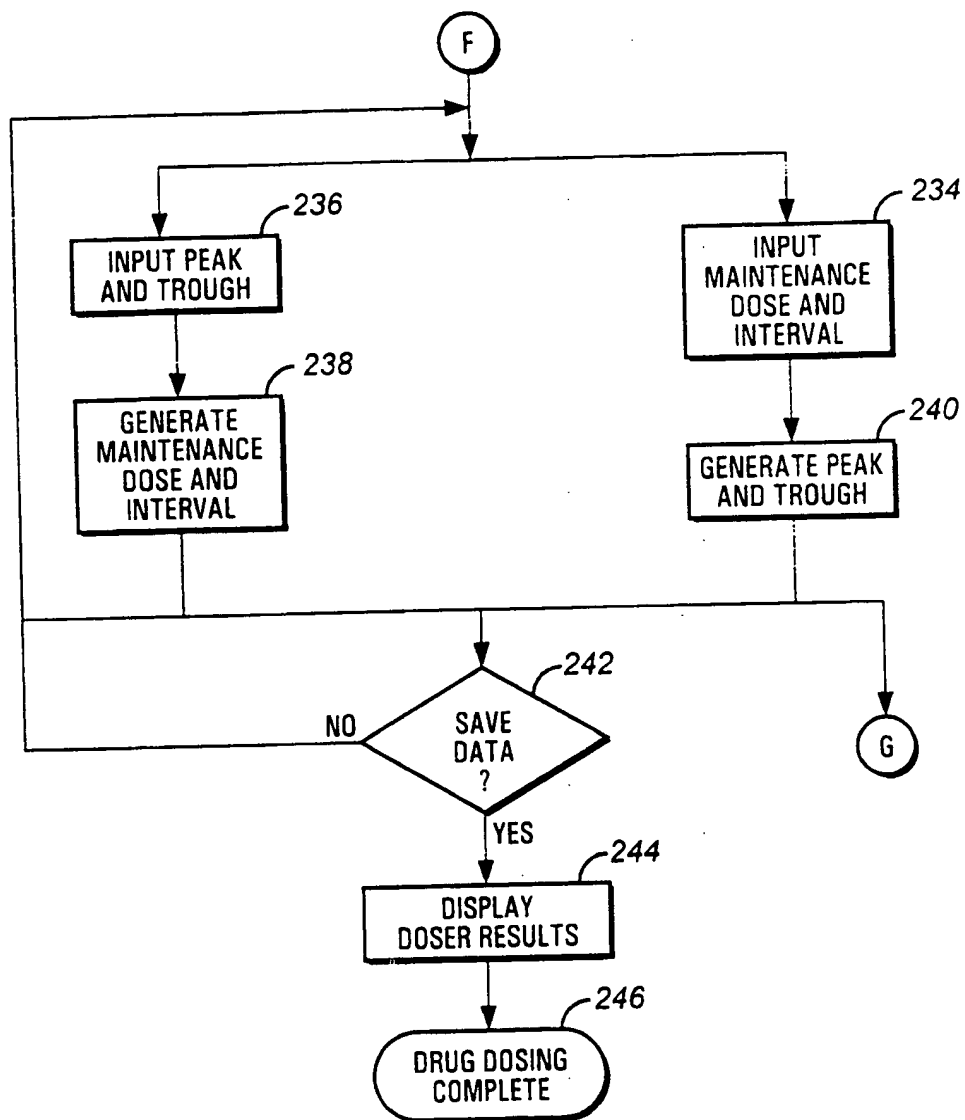 F
236
INPUT PEAK
AND TROUGH
234
INPUT
MAINTENANCE
DOSE AND
INTERVAL
238
GENERATE
MAINTENANCE
DOSE AND
INTERVAL
240
GENERATE PEAK
AND TROUGH
242
NO
SAVE
DATA
?
G
YES
244
DISPLAY
DOSER RESULTS
246
DRUG DOSING
COMPLETE